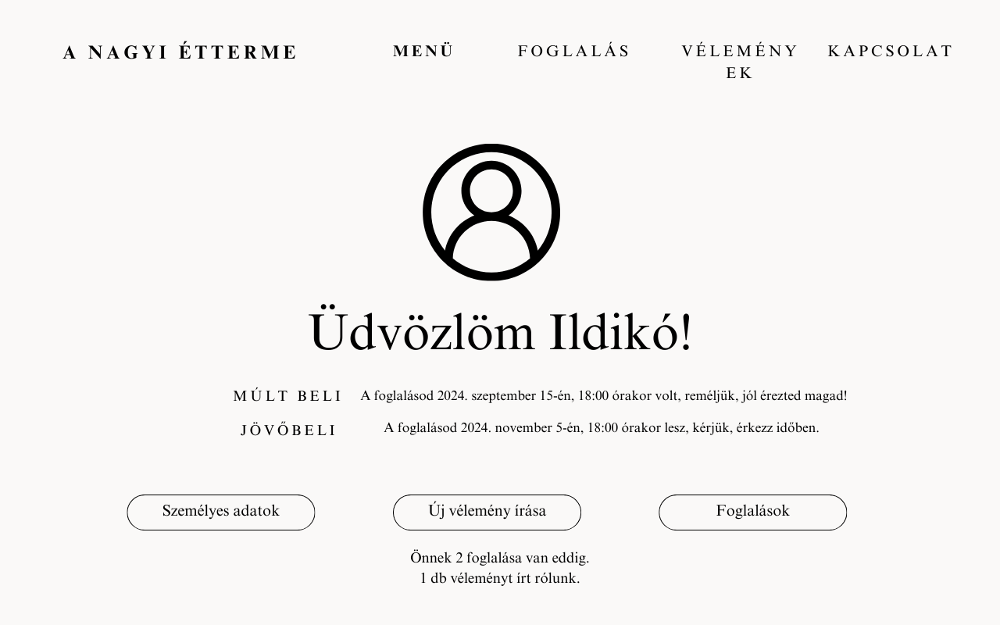 A NAGYI ÉTTERME
MENÜ
FOGLALÁS
VÉLEMÉNY
EK
KAPCSOLAT
Üdvözlöm Ildikó!
MÚLT BELI
A foglalásod 2024. szeptember 15-én, 18:00 órakor volt, reméljük, jól érezted magad!
JÖVŐBELI
A foglalásod 2024. november 5-én, 18:00 órakor lesz, kérjük, érkezz időben.
Személyes adatok
Új vélemény írása
Foglalások
Önnek 2 foglalása van eddig.
1 db véleményt írt rólunk.